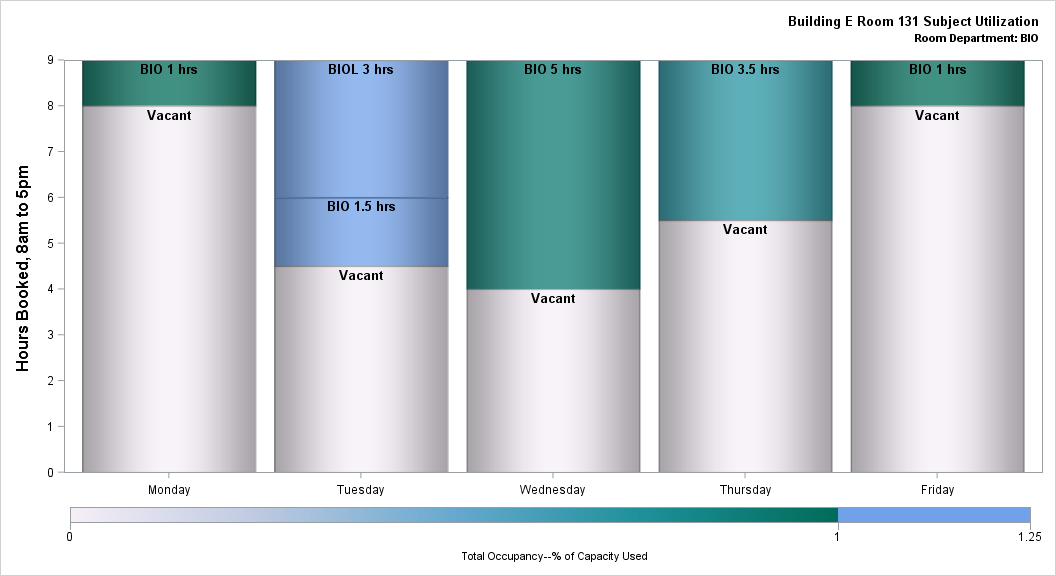 Building E Room 131 Subject Utilization
Room Department: BIO
Hours Booked, 8am to 5pm
9
8
7
6
5
4
3
2
1
0
BIO 1 hrs
Vacant
BIOL 3 hrs
BIO 1.5 hrs
Vacant
BIO 5 hrs
Vacant
BIO 3.5 hrs
Vacant
BIO 1 hrs
Vacant
Monday Tuesday Wednesday Thursday Friday
0 1 1.25
Total Occupancy--% of Capacity Used